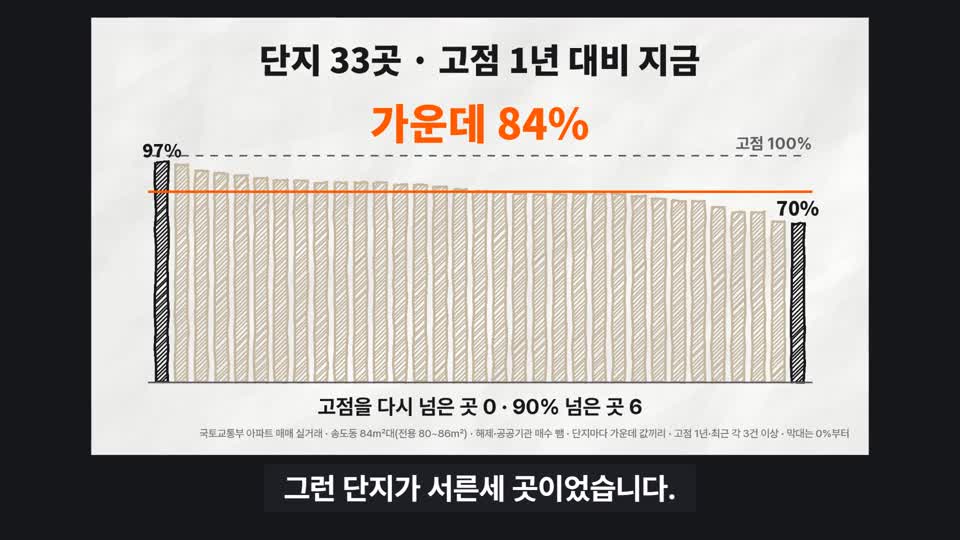 단지 33곳 · 고점 1년 대비 지금
가운데 84%
고점 100%
97%
70%
고점을 다시 넘은 곳 0 · 90% 넘은 곳 6
국토교통부 아파트 매매 실거래 · 송도동 84m²대(전용 80~86m²) · 해제·공공기관 매수 뺌 · 단지마다 가운데 값끼리 · 고점 1년·최근 각 3건 이상 · 막대는 0%부터
그런 단지가 서른세 곳이었습니다.